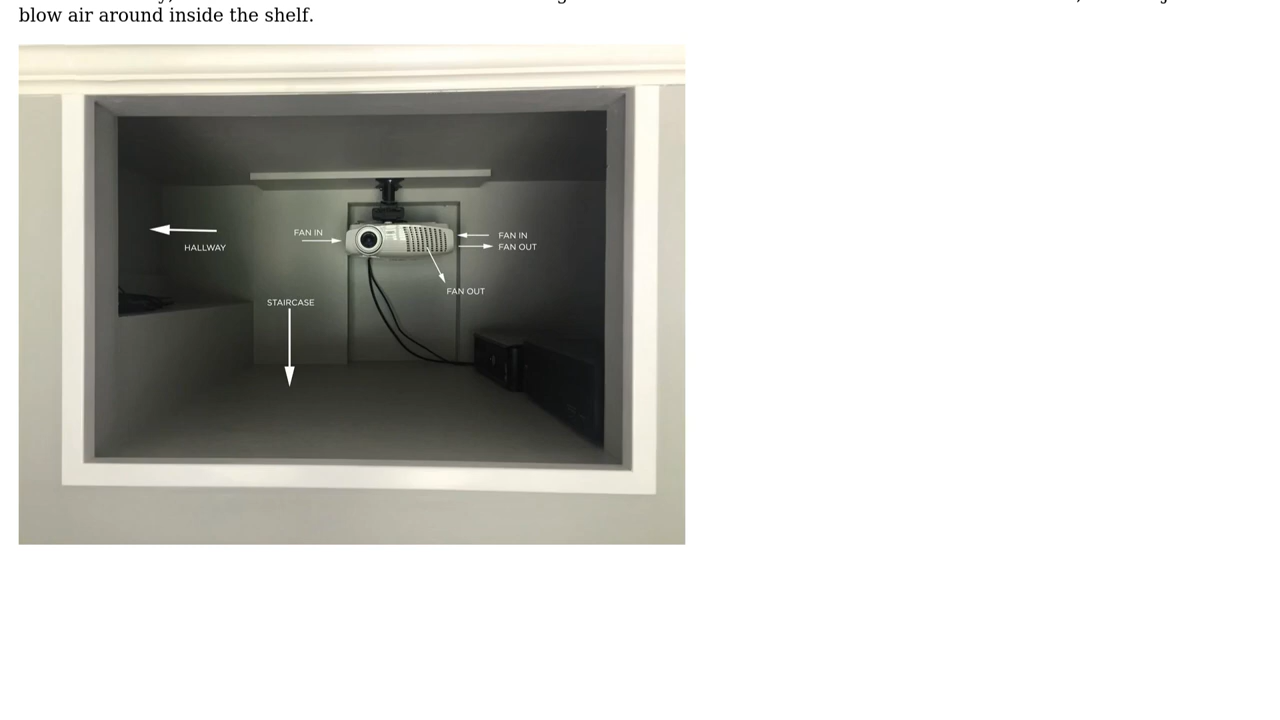 blow air around inside the shelf.
FAN IN
FAN IN
HALLWAY
FAN OUT
FAN OUT
STAIRCASE